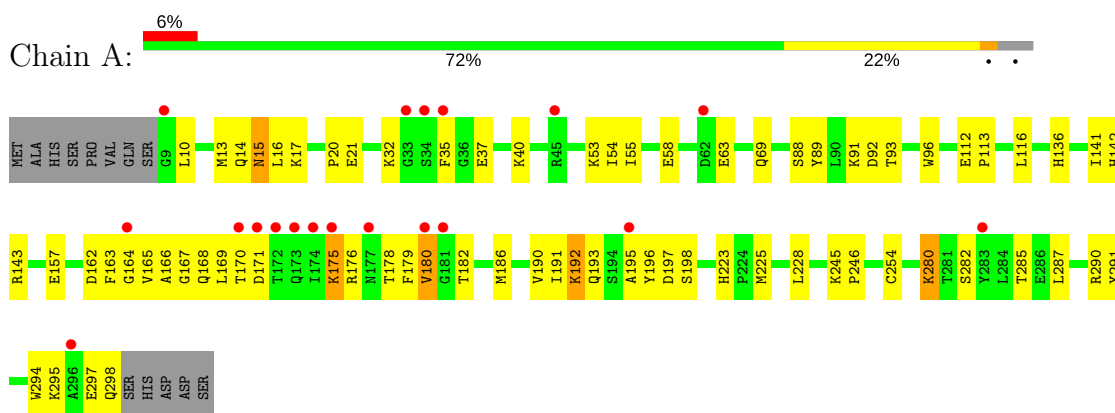 6%
Chain A:
72% 22% • •
MET ALA HIS SER PRO VAL GLN SER G9 L10 M13 Q14 N15 L16 K17 P20 E21 K32 G33 S34 F35 G36 E37 K40 R45 K53 I54 I55 E58 D62 E63 Q69 S88 Y89 L90 K91 D92 T93 W96 E112 P113 L116 H136 I141 H142
R143 E157 D162 F163 G164 V165 A166 G167 Q168 L169 T170 D171 T172 Q173 I174 K175 R176 N177 T178 F179 V180 G181 T182 M186 V190 I191 K192 Q193 S194 A195 Y196 D197 S198 H223 P224 M225 L228 K245 P246 C254 K280 T281 S282 Y283 L284 T285 E286 L287 R290 Y291
W294 K295 A296 E297 Q298 SER HIS ASP ASP SER